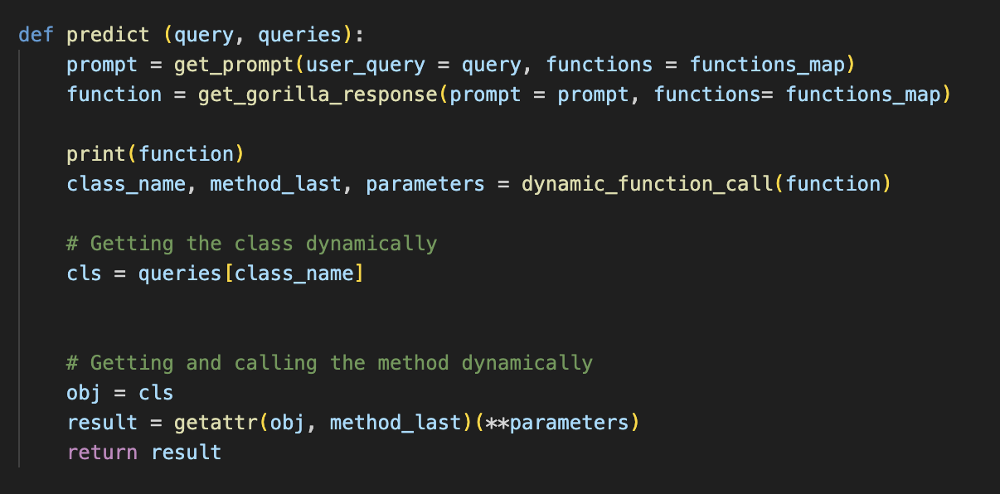 def predict (query, queries):
    prompt = get_prompt(user_query = query, functions = functions_map)
    function = get_gorilla_response(prompt = prompt, functions= functions_map)
    print(function)
    class_name, method_last, parameters = dynamic_function_call(function)
    # Getting the class dynamically
    cls = queries[class_name]
    # Getting and calling the method dynamically
    obj = cls
    result = getattr(obj, method_last)(**parameters)
    return result